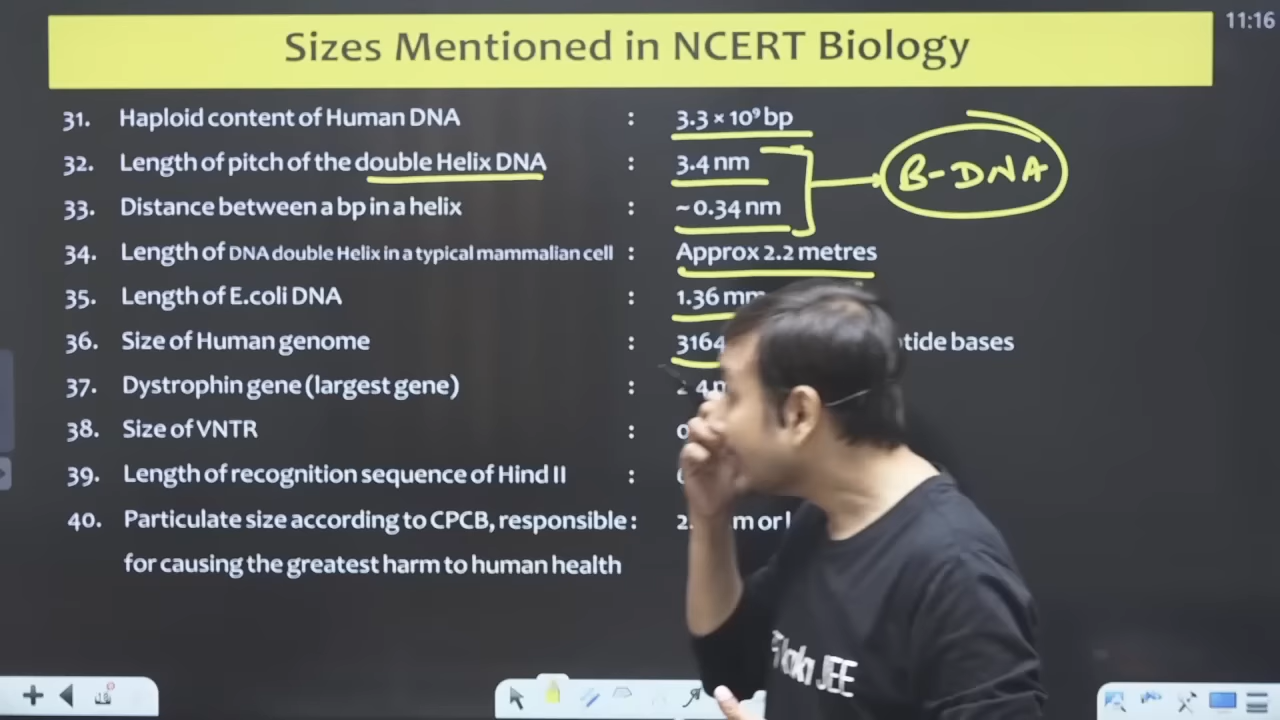 11:16
Sizes Mentioned in NCERT Biology
31. Haploid content of Human DNA : 3.3 × 10⁹ bp
32. Length of pitch of the double Helix DNA : 3.4 nm
B-DNA
33. Distance between a bp in a helix : ~0.34 nm
34. Length of DNA double Helix in a typical mammalian cell : Approx 2.2 metres
35. Length of E.coli DNA : 1.36 mm
36. Size of Human genome : 3164 bases
37. Dystrophin gene (largest gene) :
38. Size of VNTR :
39. Length of recognition sequence of Hind II :
40. Particulate size according to CPCB, responsible : or
for causing the greatest harm to human health
JEE